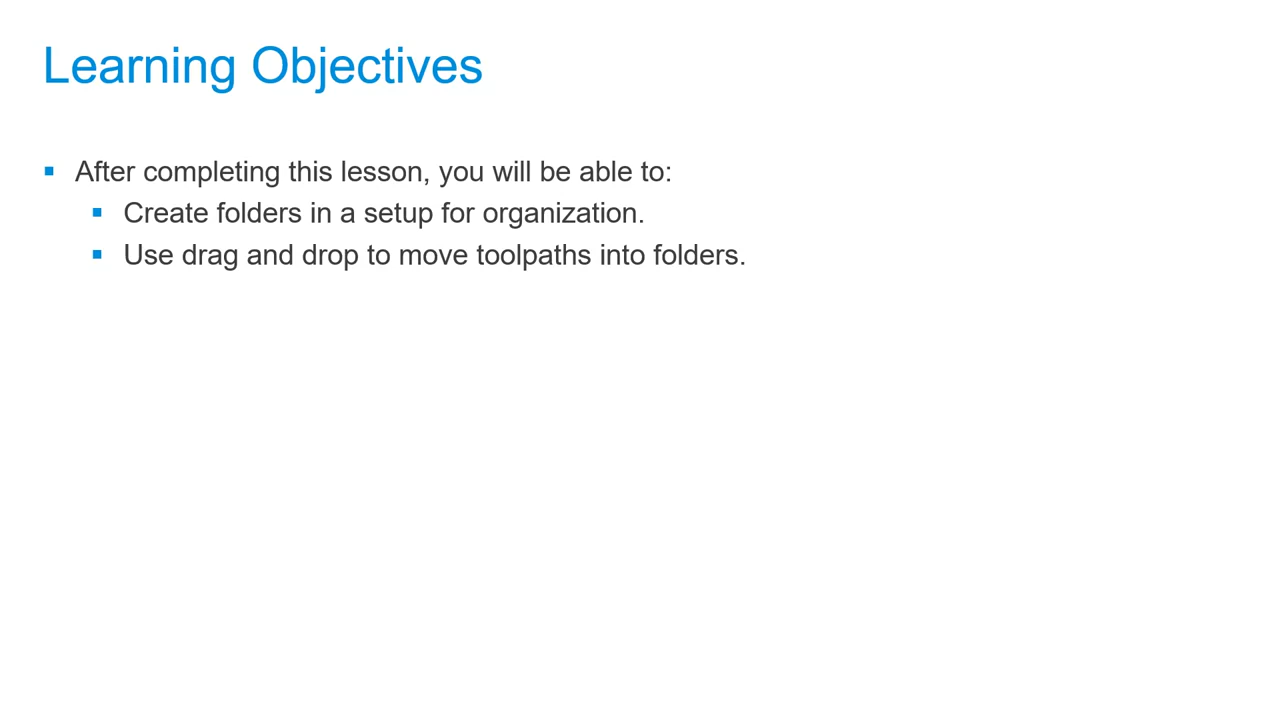 Learning Objectives
After completing this lesson, you will be able to:
Create folders in a setup for organization.
Use drag and drop to move toolpaths into folders.